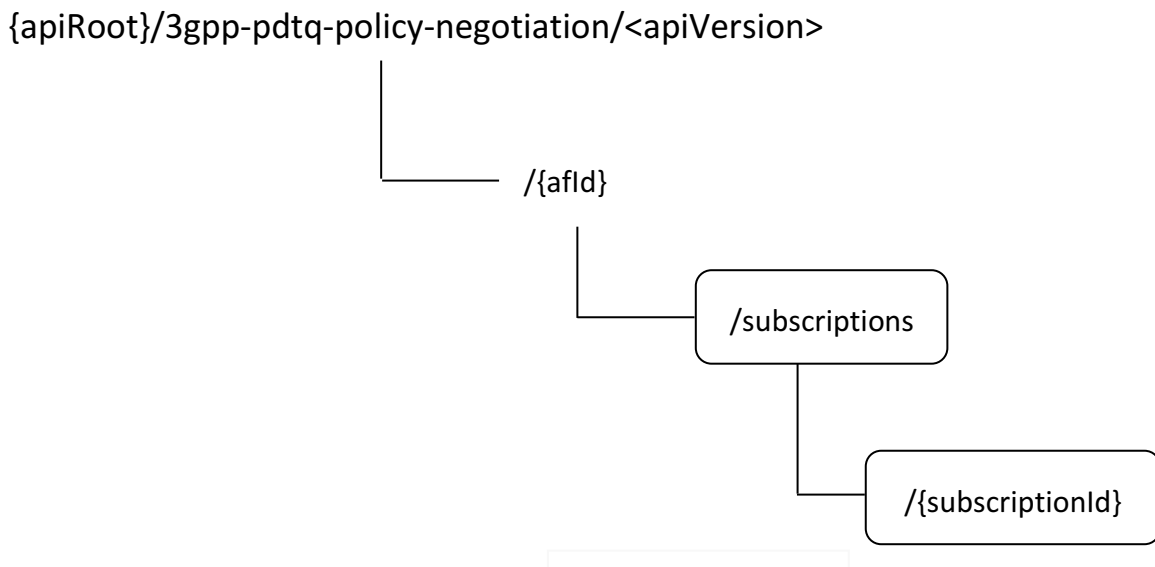 {apiRoot}/3gpp-pdtq-policy-negotiation/<apiVersion>
/{afId}
/subscriptions
/{subscriptionId}